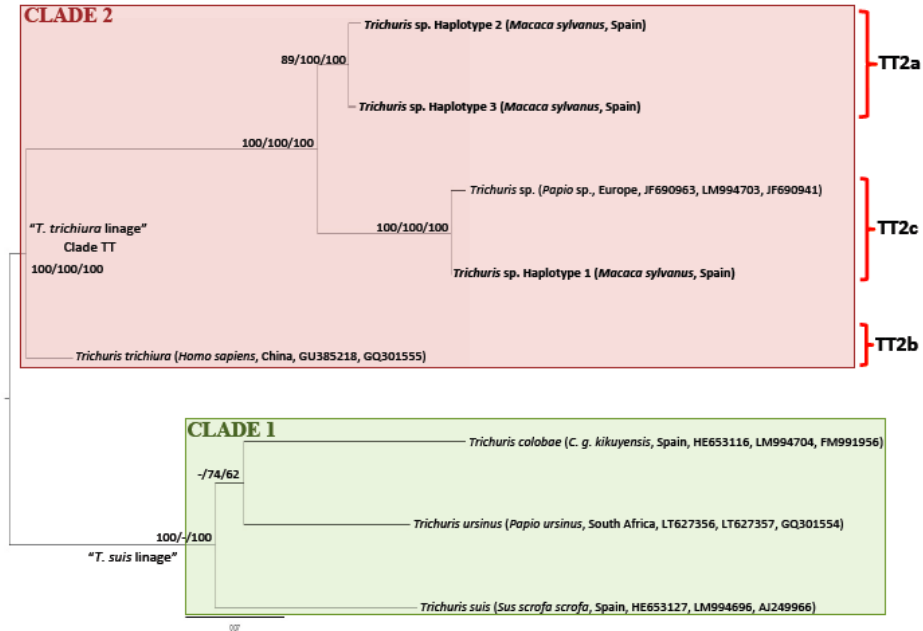 CLADE 2
Trichuris sp. Haplotype 2 (Macaca sylvanus, Spain)
TT2a
89/100/100
Trichuris sp. Haplotype 3 (Macaca sylvanus, Spain)
100/100/100
Trichuris sp. (Papio sp., Europe, JF690963, LM994703, JF690941)
"T. trichiura linage"
Clade TT
100/100/100
TT2c
100/100/100
Trichuris sp. Haplotype 1 (Macaca sylvanus, Spain)
TT2b
Trichuris trichiura (Homo sapiens, China, GU385218, GQ301555)
CLADE 1
Trichuris colobae (C. g. kikuyensis, Spain, HE653116, LM994704, FM991956)
-/74/62
Trichuris ursinus (Papio ursinus, South Africa, LT627356, LT627357, GQ301554)
100/-/100
"T. suis linage"
Trichuris suis (Sus scrofa scrofa, Spain, HE653127, LM994696, AJ249966)